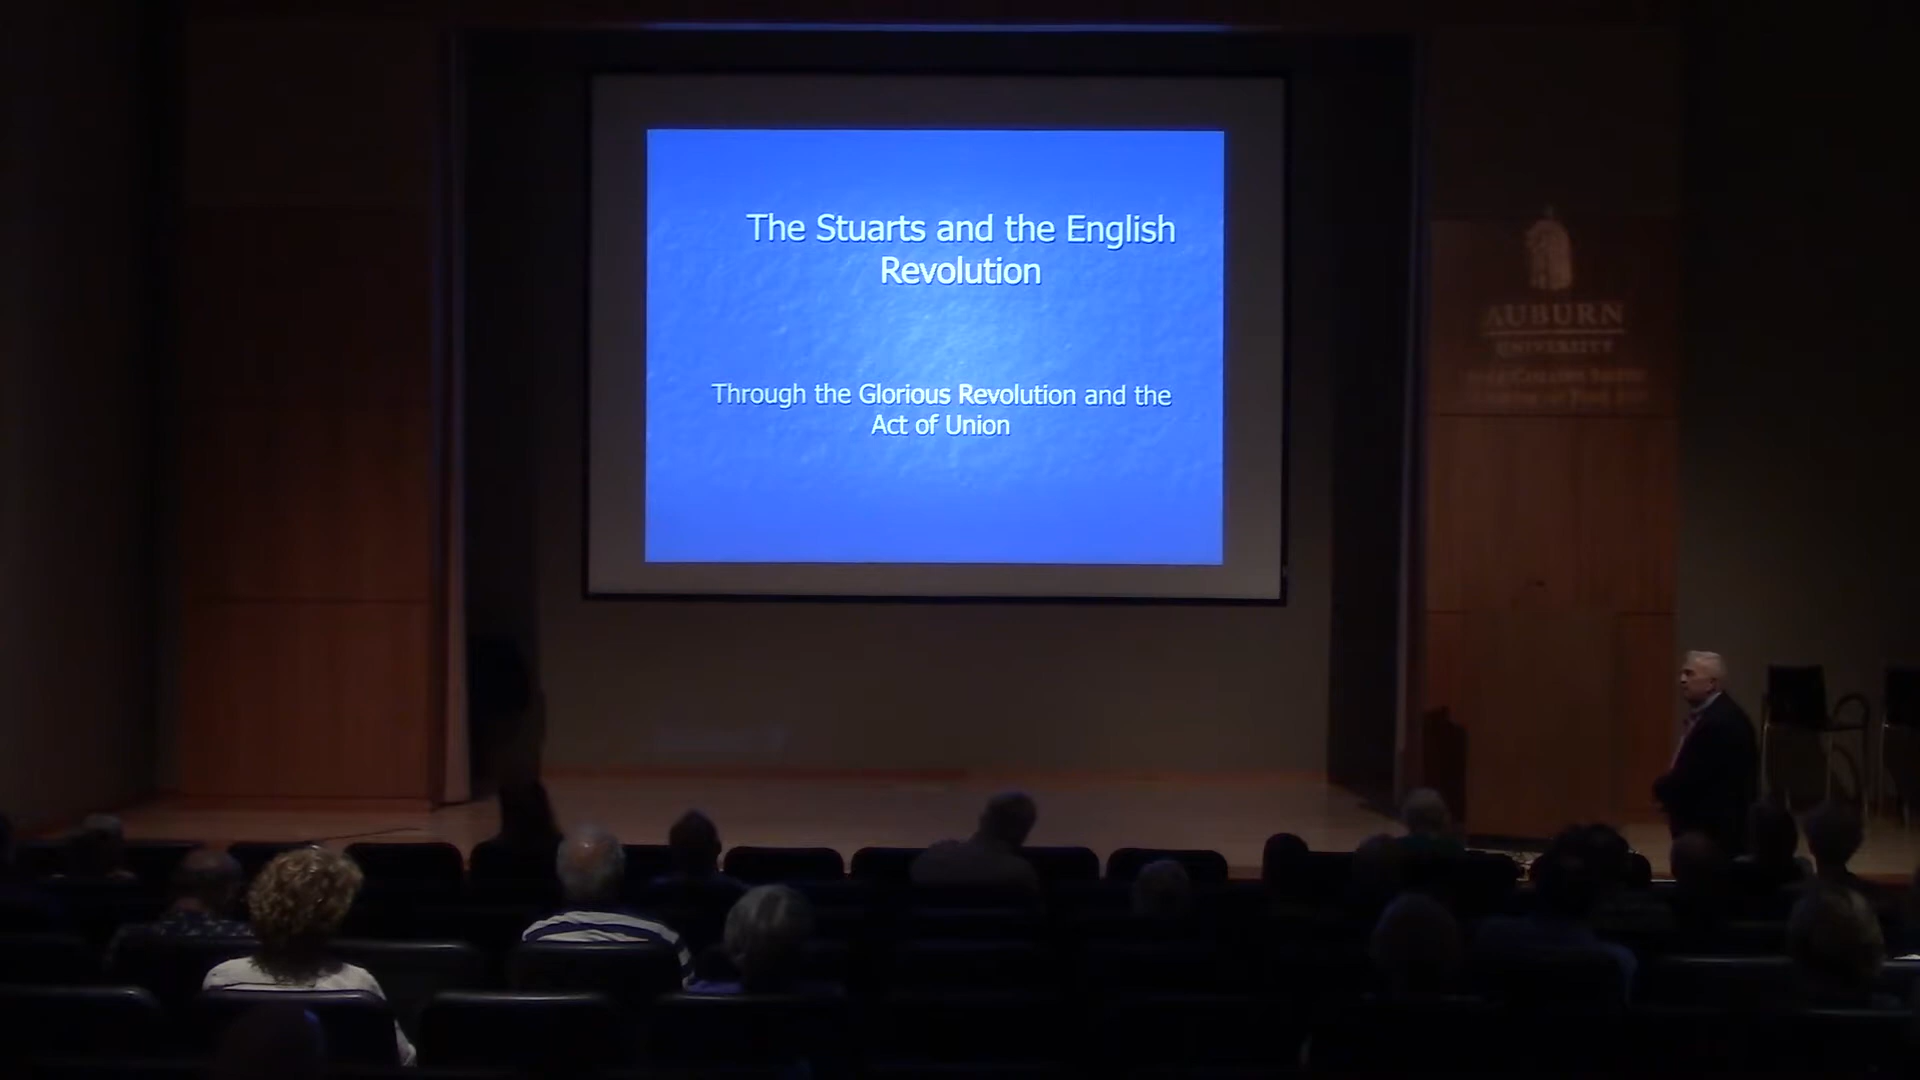 The Stuarts and the English
Revolution
Through the Glorious Revolution and the
Act of Union
AUBURN
UNIVERSITY